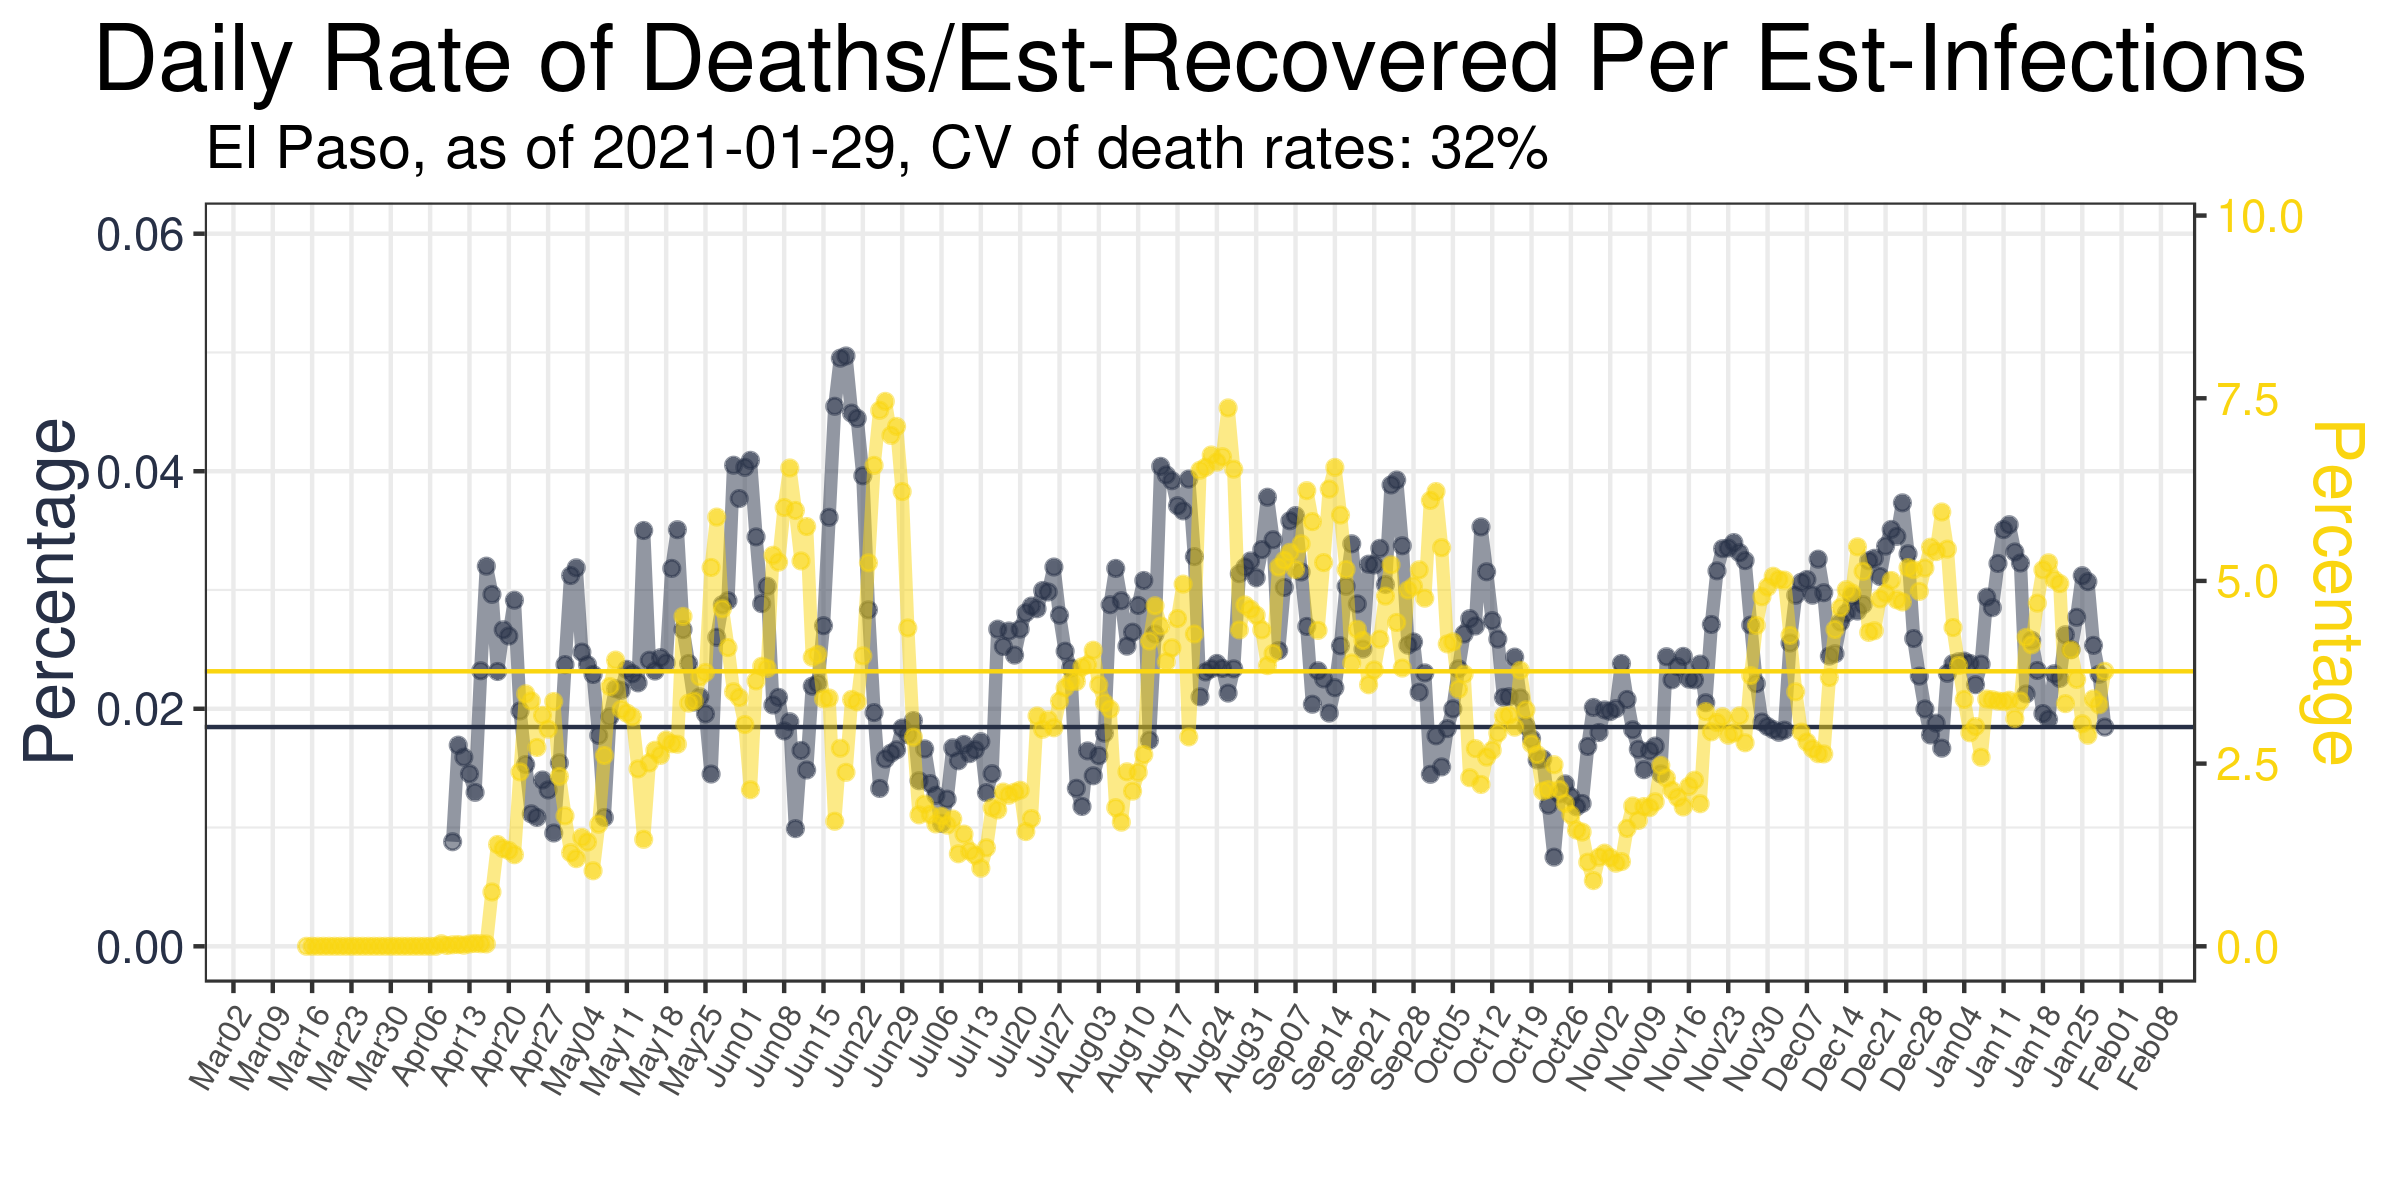 Daily Rate of Deaths/Est-Recovered Per Est-Infections
El Paso, as of 2021-01-29, CV of death rates: 32%
Percentage
0.06
0.04
0.02
0.00
10.0
7.5
5.0
2.5
0.0
Percentage
Mar02 Mar09 Mar16 Mar23 Mar30 Apr06 Apr13 Apr20 Apr27 May04 May11 May18 May25 Jun01 Jun08 Jun15 Jun22 Jun29 Jul06 Jul13 Jul20 Jul27 Aug03 Aug10 Aug17 Aug24 Aug31 Sep07 Sep14 Sep21 Sep28 Oct05 Oct12 Oct19 Oct26 Nov02 Nov09 Nov16 Nov23 Nov30 Dec07 Dec14 Dec21 Dec28 Jan04 Jan11 Jan18 Jan25 Feb01 Feb08